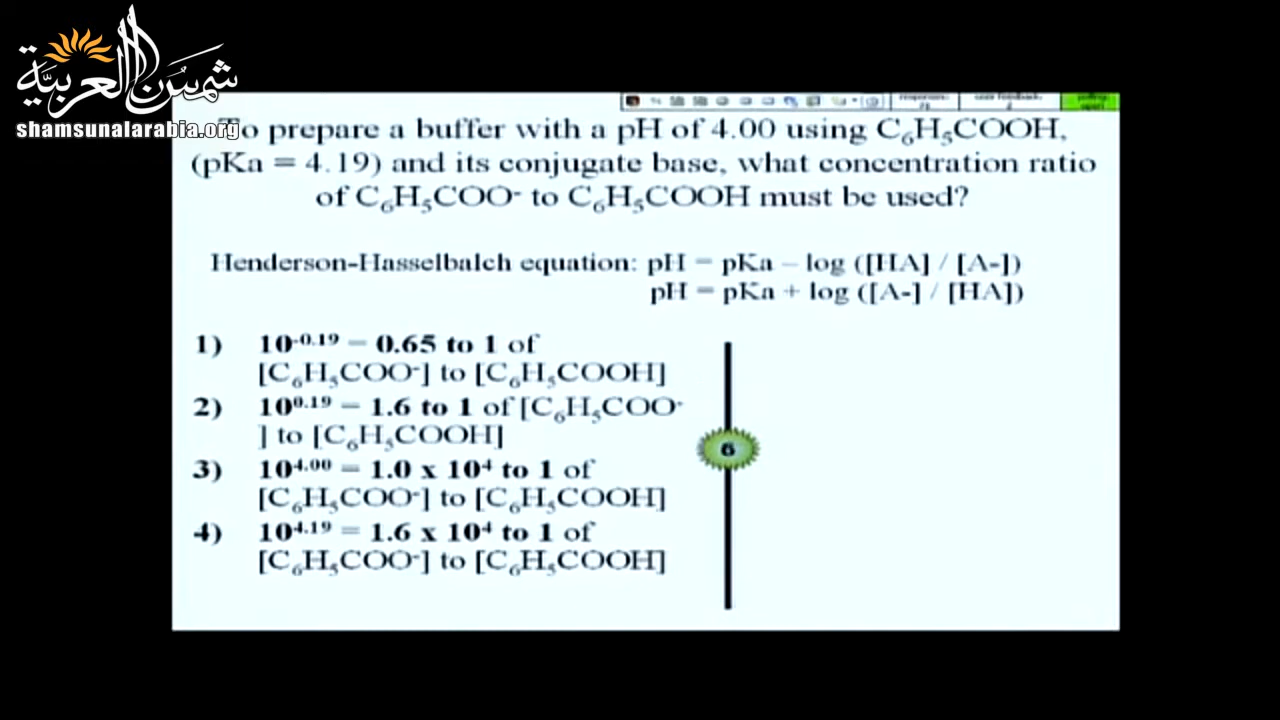 شمس العربية
shamsunalarabia.org
To prepare a buffer with a pH of 4.00 using C₆H₅COOH,
(pKa = 4.19) and its conjugate base, what concentration ratio
of C₆H₅COO⁻ to C₆H₅COOH must be used?
Henderson-Hasselbalch equation: pH = pKa – log ([HA] / [A-])
pH = pKa + log ([A-] / [HA])
1) 10⁻⁰·¹⁹ = 0.65 to 1 of
[C₆H₅COO⁻] to [C₆H₅COOH]
2) 10⁰·¹⁹ = 1.6 to 1 of [C₆H₅COO⁻
] to [C₆H₅COOH]
3) 10⁴·⁰⁰ = 1.0 x 10⁴ to 1 of
[C₆H₅COO⁻] to [C₆H₅COOH]
4) 10⁴·¹⁹ = 1.6 x 10⁴ to 1 of
[C₆H₅COO⁻] to [C₆H₅COOH]
6